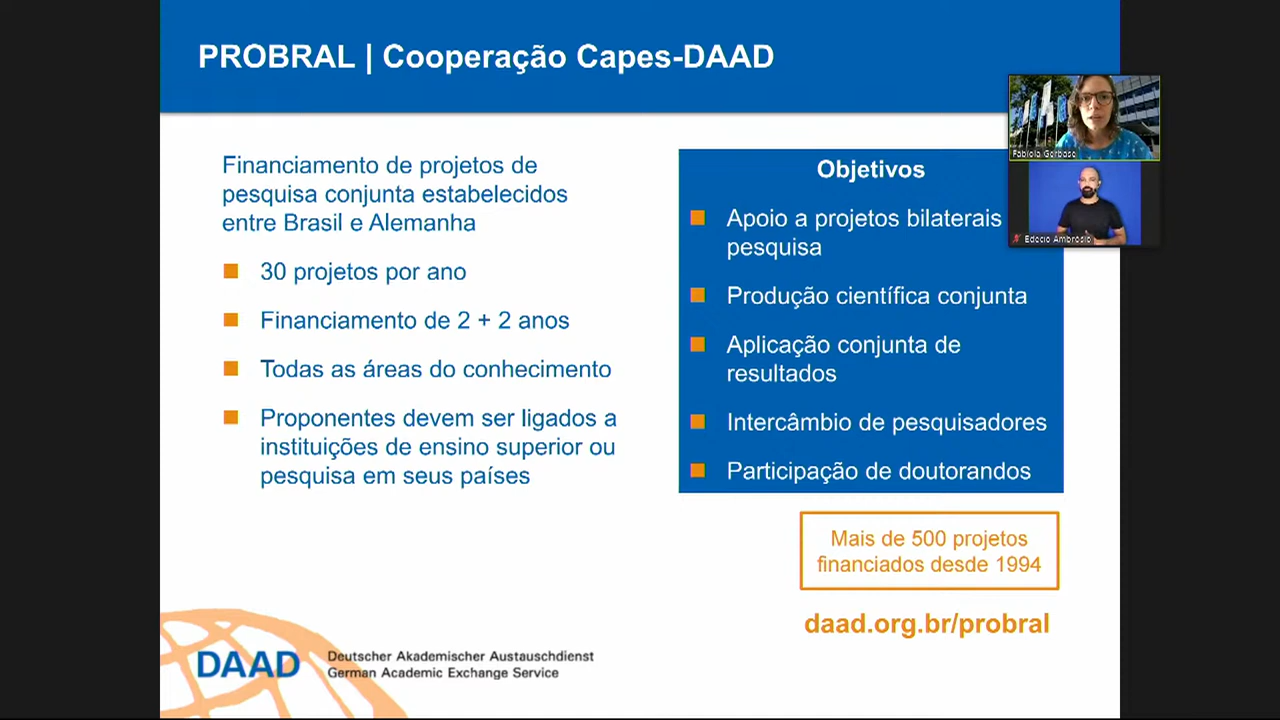 PROBRAL | Cooperação Capes-DAAD
Financiamento de projetos de
pesquisa conjunta estabelecidos
entre Brasil e Alemanha
30 projetos por ano
Financiamento de 2 + 2 anos
Todas as áreas do conhecimento
Proponentes devem ser ligados a
instituições de ensino superior ou
pesquisa em seus países
Objetivos
Apoio a projetos bilaterais
pesquisa
Produção científica conjunta
Aplicação conjunta de
resultados
Intercâmbio de pesquisadores
Participação de doutorandos
Fabíola Gerbase
Edecio Ambrosio
Mais de 500 projetos
financiados desde 1994
daad.org.br/probral
DAAD
Deutscher Akademischer Austauschdienst
German Academic Exchange Service